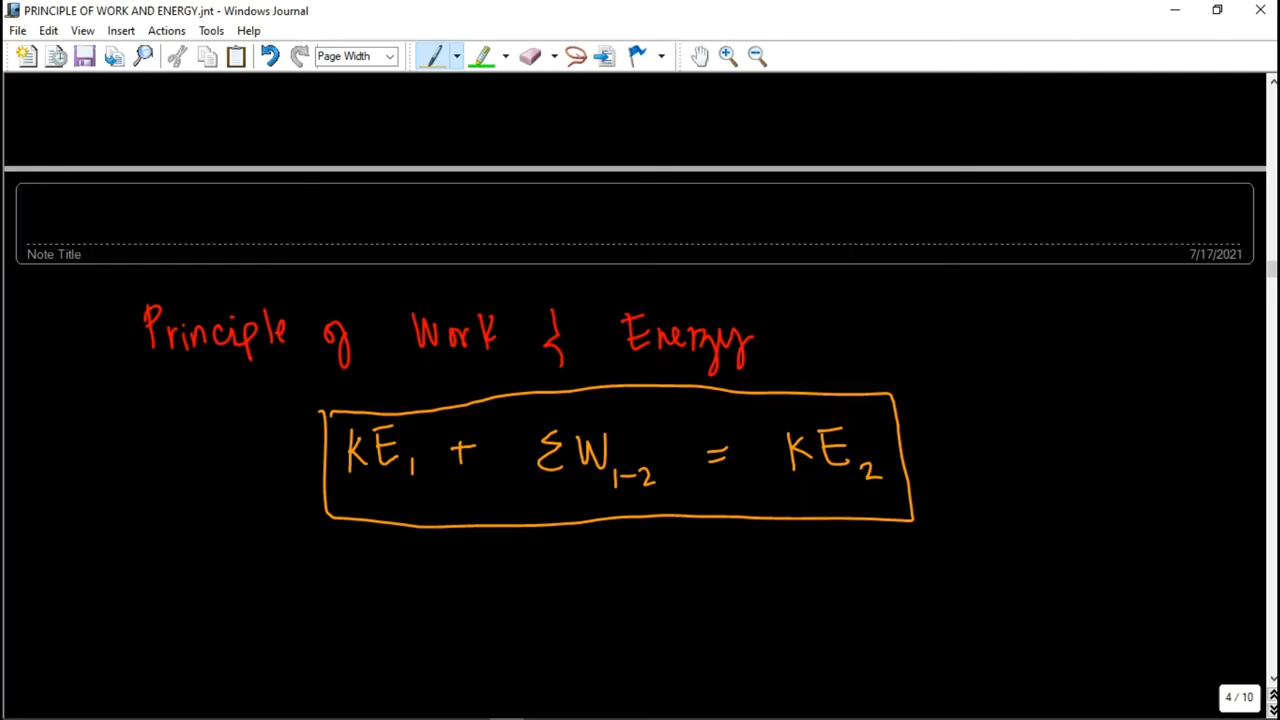 PRINCIPLE OF WORK AND ENERGY.jnt - Windows Journal
File Edit View Insert Actions Tools Help
Page Width
Note Title 7/17/2021
Principle of Work & Energy
KE₁ + ΣW₁₋₂ = KE₂
4 / 10